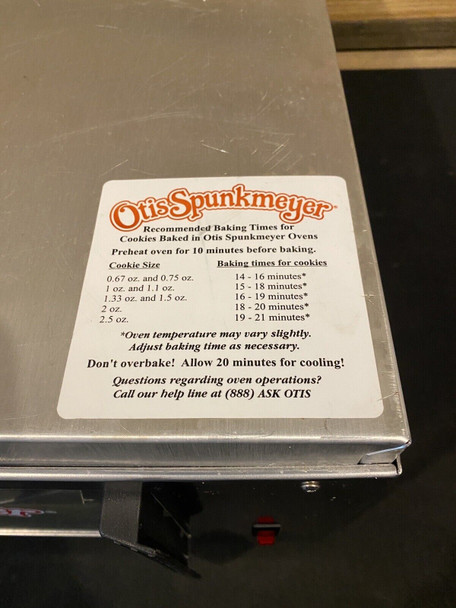 Otis Spunkmeyer®
Recommended Baking Times for
Cookies Baked in Otis Spunkmeyer Ovens
Preheat oven for 10 minutes before baking.
Cookie Size Baking times for cookies
0.67 oz. and 0.75 oz. 14 - 16 minutes*
1 oz. and 1.1 oz. 15 - 18 minutes*
1.33 oz. and 1.5 oz. 16 - 19 minutes*
2 oz. 18 - 20 minutes*
2.5 oz. 19 - 21 minutes*
*Oven temperature may vary slightly.
Adjust baking time as necessary.
Don't overbake! Allow 20 minutes for cooling!
Questions regarding oven operations?
Call our help line at (888) ASK OTIS